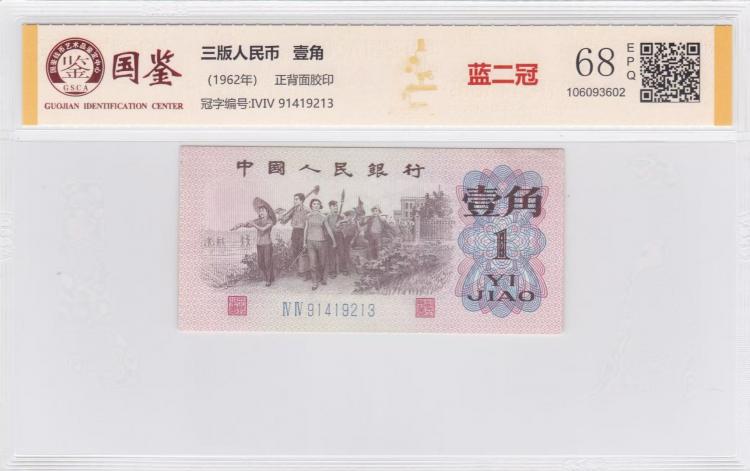 国鉴
GSCA
GUOJIAN IDENTIFICATION CENTER
三版人民币 壹角
(1962年) 正背面胶印
冠字编号:IVIV 91419213
蓝二冠
68
EPQ
106093602
中國人民銀行
壹角
1
YI
JIAO
ⅣⅣ 91419213